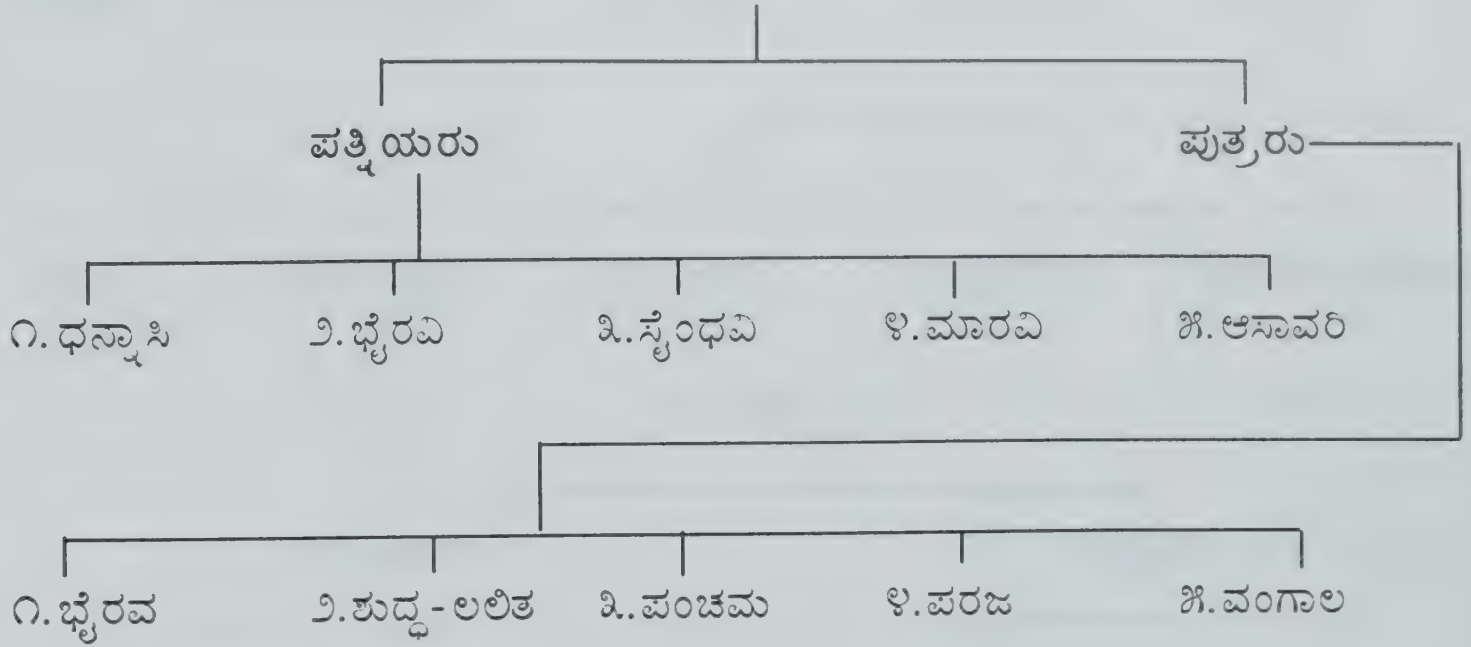 ಪತ್ನಿಯರು ಪುತ್ರರು
೧.ಧನ್ನಾಸಿ ೨.ಭೈರವಿ ೩.ಸೈಂಧವಿ ೪.ಮಾರವಿ ೫.ಆಸಾವರಿ
೧.ಭೈರವ ೨.ಶುದ್ಧ-ಲಲಿತ ೩.ಪಂಚಮ ೪.ಪರಜ ೫.ವಂಗಾಲ